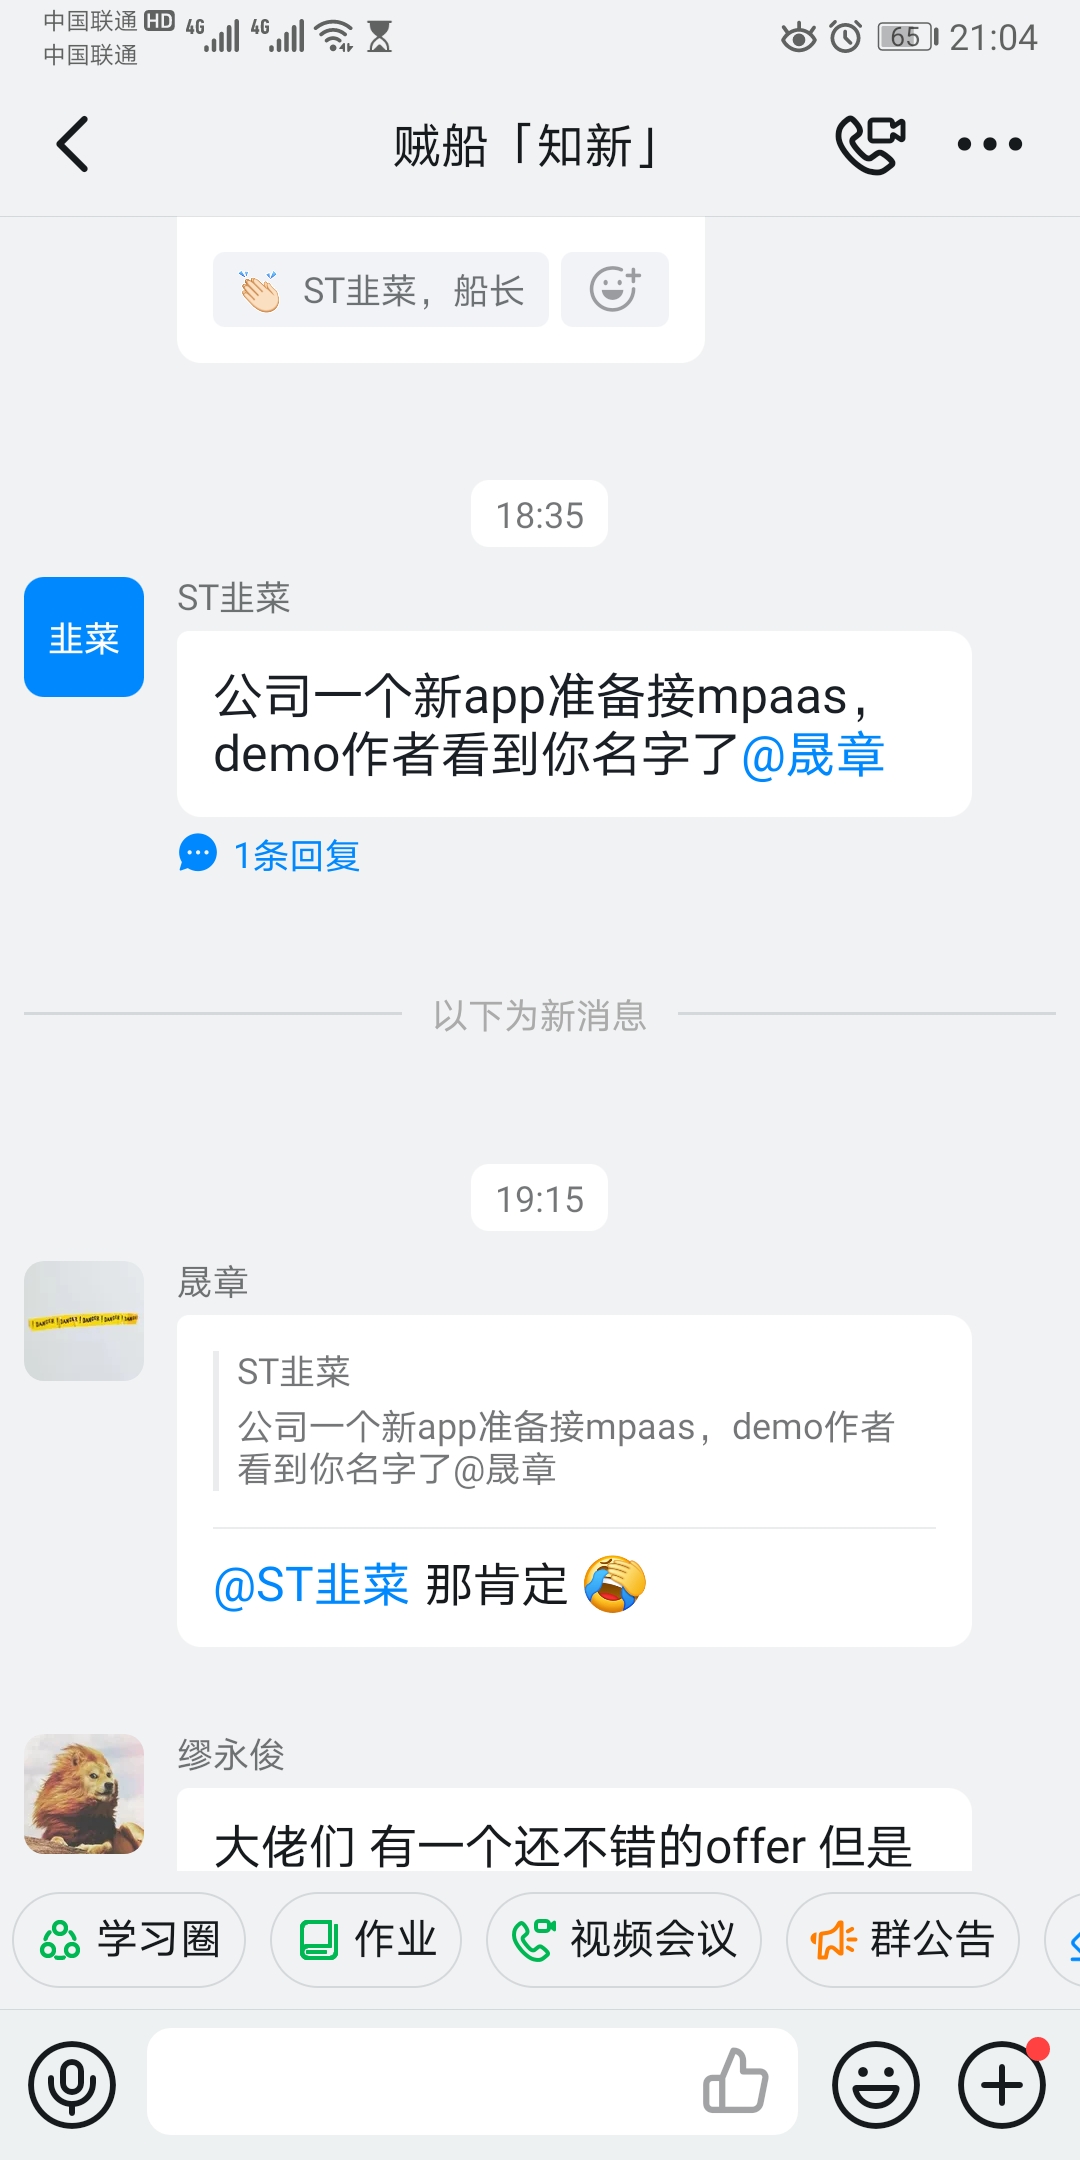 中国联通 HD 4G 4G 65 21:04
中国联通
贼船「知新」
ST韭菜，船长
18:35
韭菜
ST韭菜
公司一个新app准备接mpaas，
demo作者看到你名字了@晟章
1条回复
以下为新消息
19:15
晟章
ST韭菜
公司一个新app准备接mpaas，demo作者
看到你名字了@晟章
@ST韭菜 那肯定
缪永俊
大佬们 有一个还不错的offer 但是
学习圈 作业 视频会议 群公告